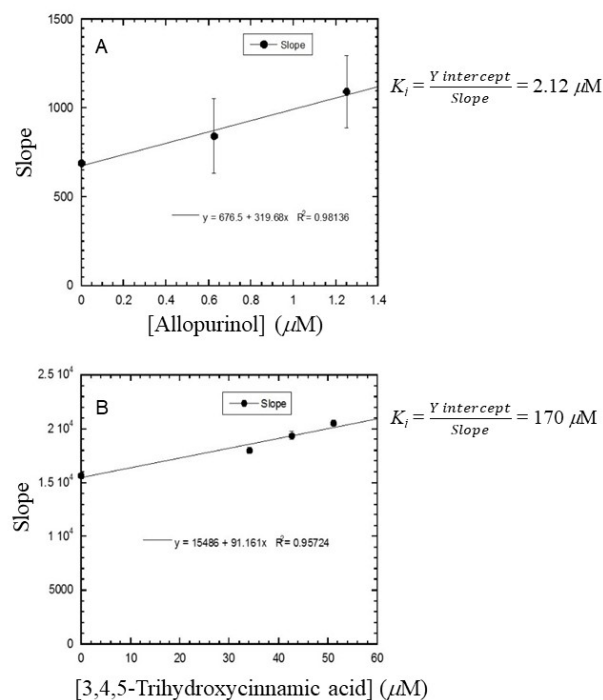 1500
A
Slope
K_i = Y intercept / Slope = 2.12 μM
1000
Slope
500
y = 676.5 + 319.68x R²= 0.98136
0
0 0.2 0.4 0.6 0.8 1 1.2 1.4
[Allopurinol] (μM)
2.5 10⁴
B
Slope
K_i = Y intercept / Slope = 170 μM
2 10⁴
1.5 10⁴
Slope
1 10⁴
y = 15486 + 91.161x R²= 0.95724
5000
0
0 10 20 30 40 50 60
[3,4,5-Trihydroxycinnamic acid] (μM)